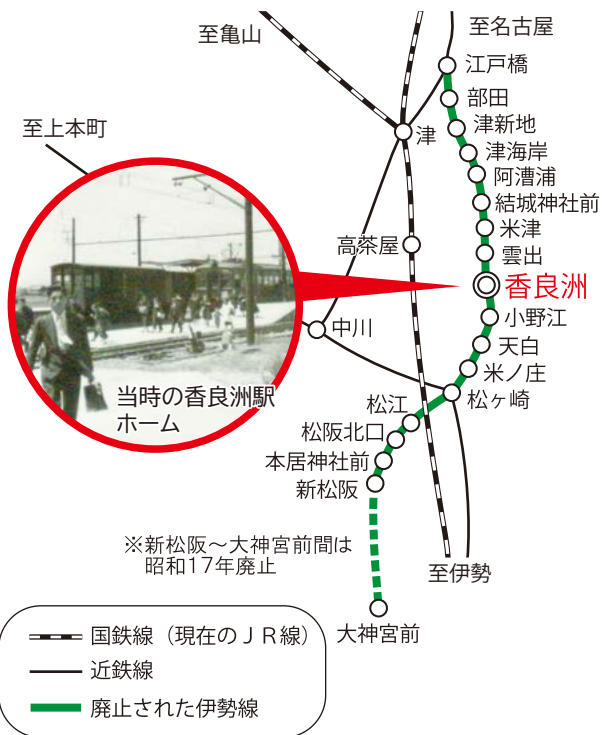 至名古屋
至亀山
江戸橋
部田
津新地
津
至上本町
津海岸
阿漕浦
結城神社前
米津
高茶屋
雲出
香良洲
小野江
中川
天白
米ノ庄
当時の香良洲駅
ホーム
松ヶ崎
松江
松阪北口
本居神社前
新松阪
※新松阪～大神宮前間は
昭和17年廃止
至伊勢
大神宮前
国鉄線（現在のＪＲ線）
近鉄線
廃止された伊勢線